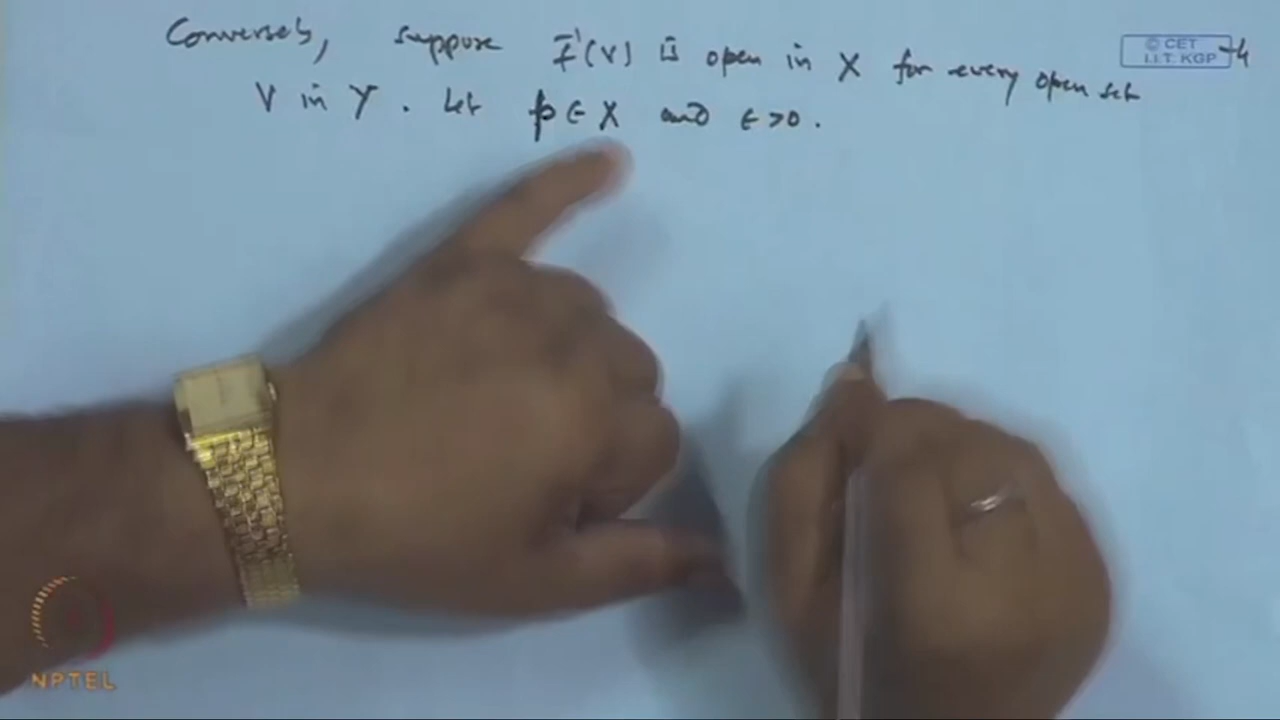 Conversely, suppose f⁻¹(V) is open in X for every open set
V in Y. Let p ∈ X and ε > 0.
© CET
I.I.T. KGP
NPTEL